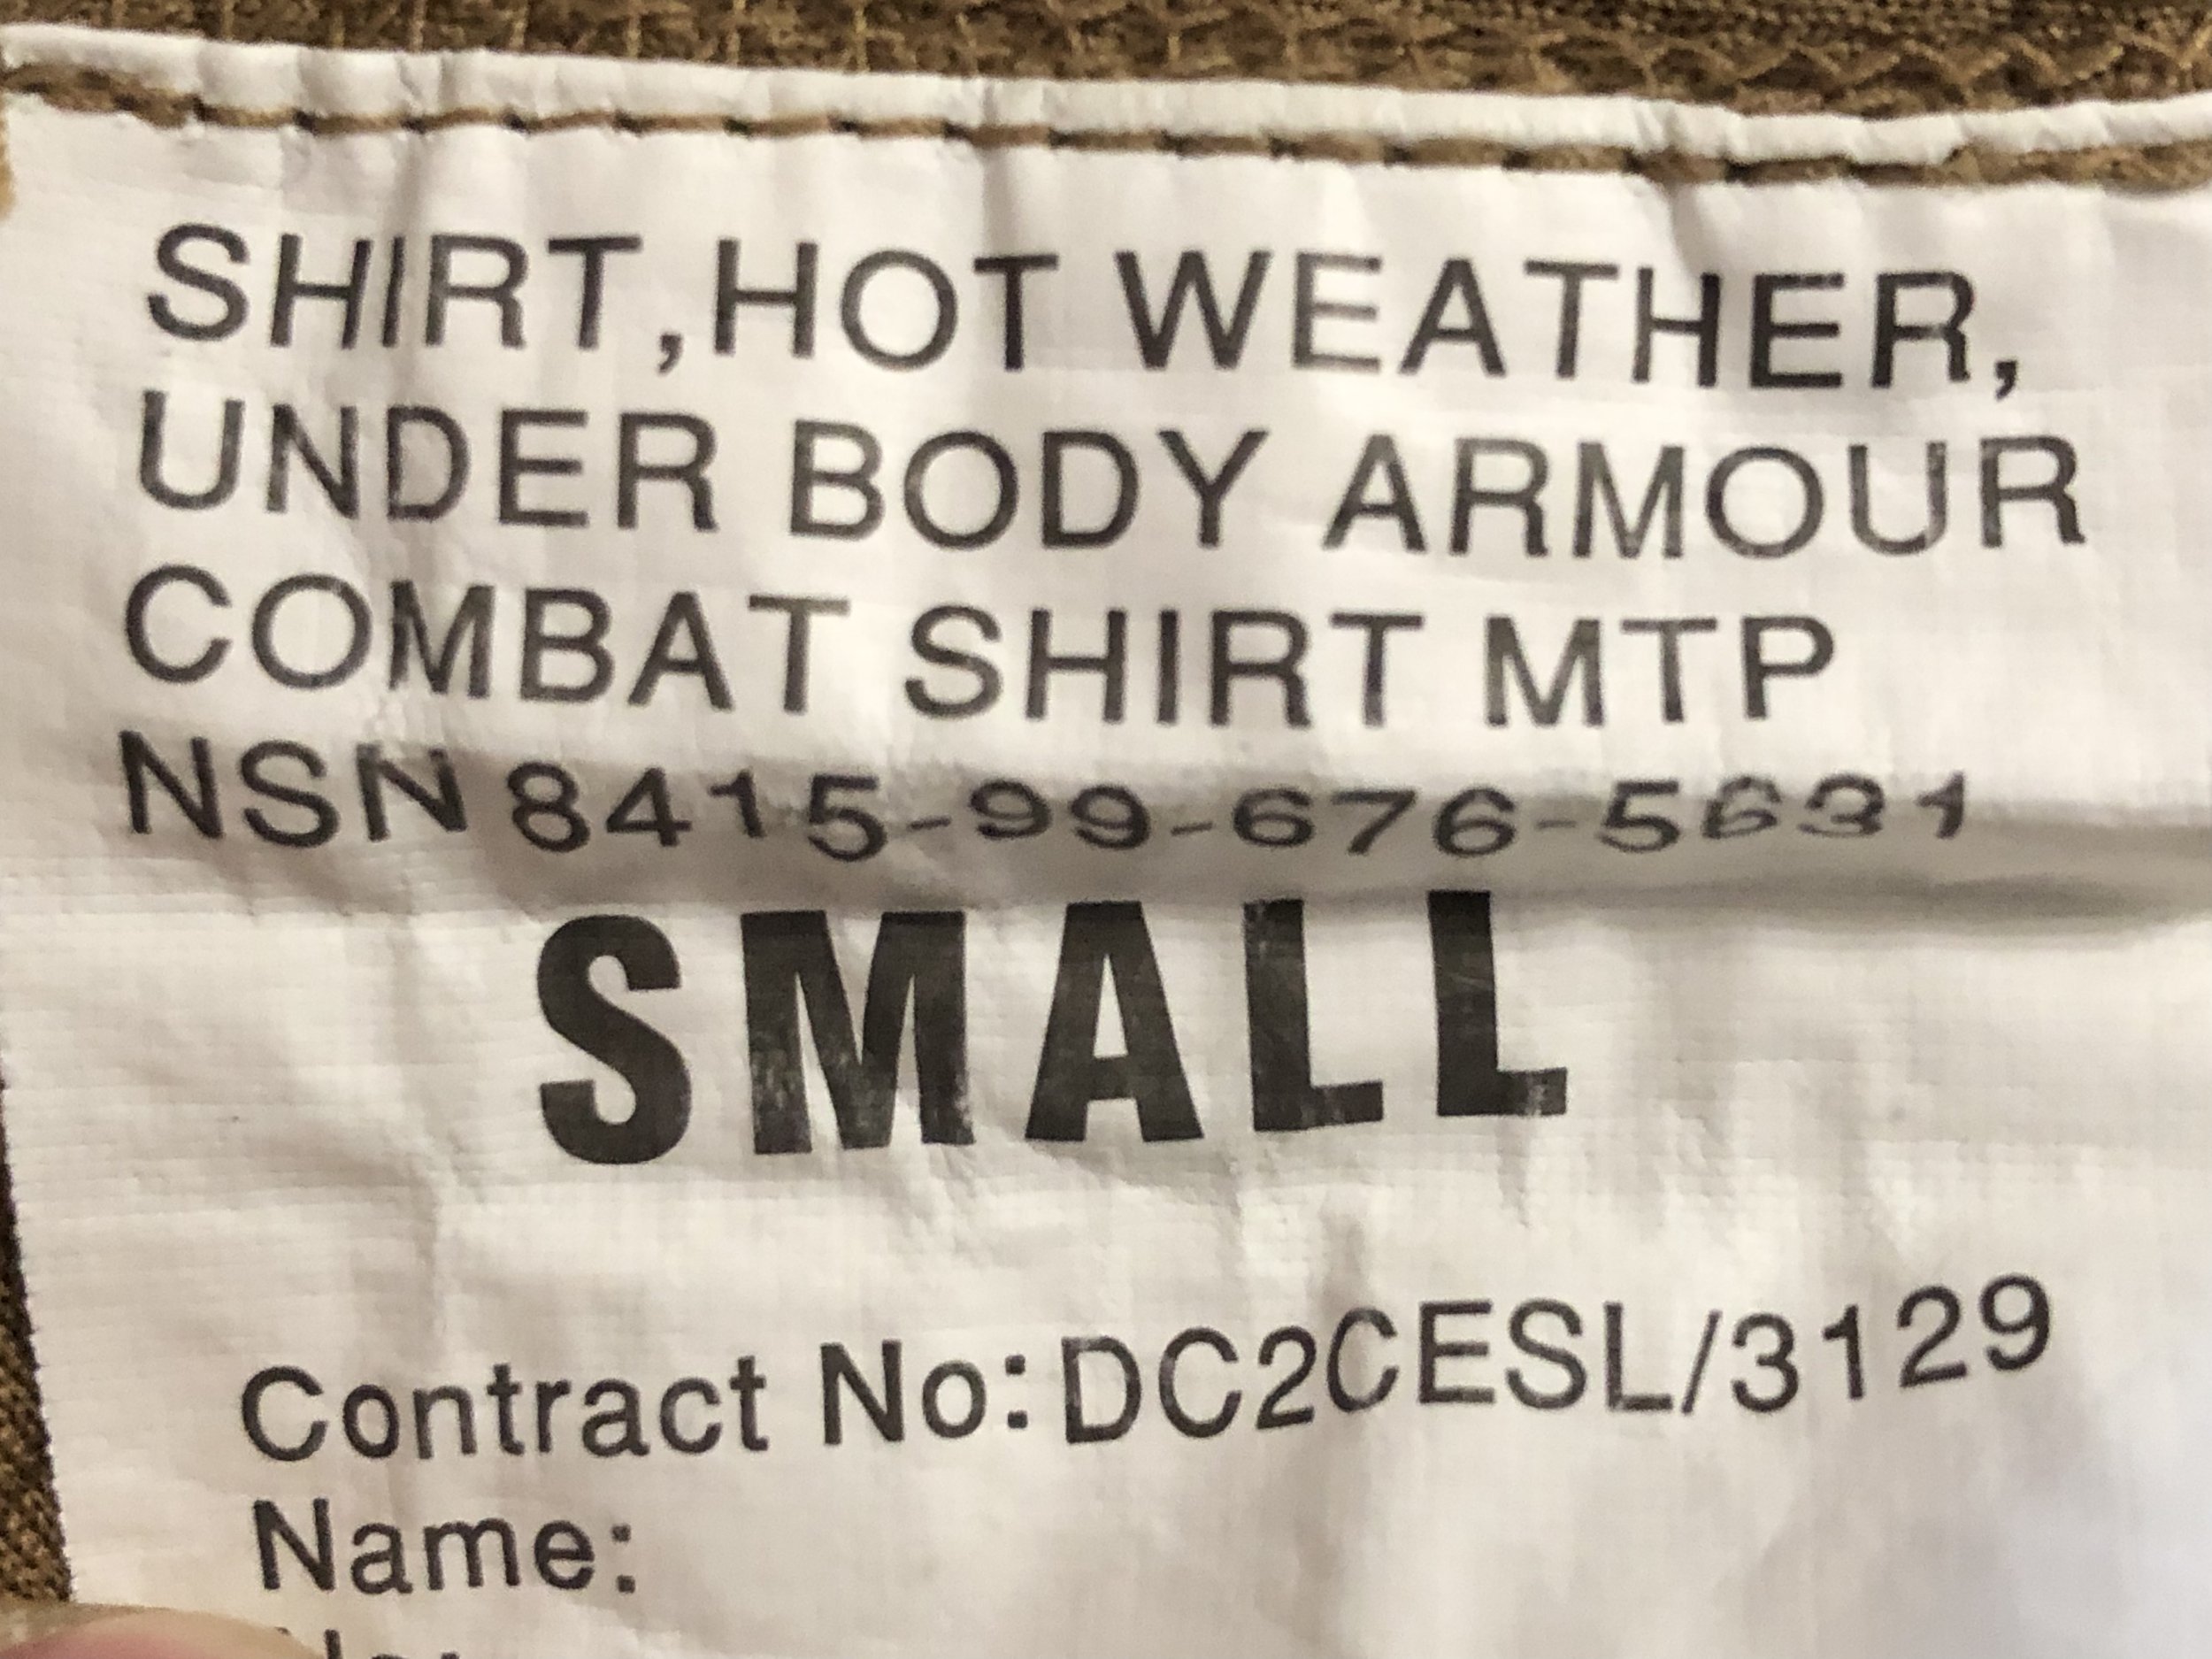 SHIRT,HOT WEATHER,
UNDER BODY ARMOUR
COMBAT SHIRT MTP
NSN 8415-99-676-5631
SMALL
Contract No:DC2CESL/3129
Name: